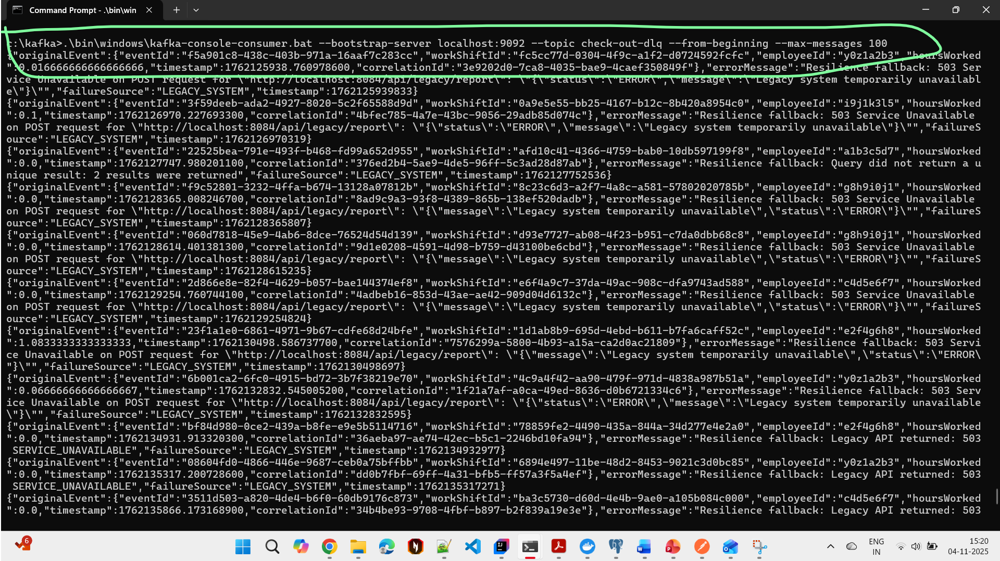 Command Prompt - .\bin\win
c:\kafka>.\bin\windows\kafka-console-consumer.bat --bootstrap-server localhost:9092 --topic check-out-dlq --from-beginning --max-messages 100
{"originalEvent":{"eventId":"f5a901c8-438c-403b-971a-16aaf7c283cc","workShiftId":"fc5cc77d-0304-4f9c-a1f2-d0724592fcfc","employeeId":"y0z1a2b3","hoursWorked
":0.016666666666666666,"timestamp":1762125938.760978600,"correlationId":"3e9202d0-7ca8-4035-bae9-4caef350849f"},"errorMessage":"Resilience fallback: 503 Ser
vice Unavailable on POST request for \"http://localhost:8084/api/legacy/report\": \"{\"status\":\"ERROR\",\"message\":\"Legacy system temporarily unavailabl
e\"}\"","failureSource":"LEGACY_SYSTEM","timestamp":1762125939833}
{"originalEvent":{"eventId":"3f59deeb-ada2-4927-8020-5c2f65588d9d","workShiftId":"0a9e5e55-bb25-4167-b12c-8b420a8954c0","employeeId":"i9j1k3l5","hoursWorked
":0.1,"timestamp":1762126970.227693300,"correlationId":"4bfec785-4a7e-43bc-9056-29adb85d074c"},"errorMessage":"Resilience fallback: 503 Service Unavailable
on POST request for \"http://localhost:8084/api/legacy/report\": \"{\"status\":\"ERROR\",\"message\":\"Legacy system temporarily unavailable\"}\"","failureS
ource":"LEGACY_SYSTEM","timestamp":1762126970319}
{"originalEvent":{"eventId":"22525bea-791e-493f-b468-fd99a652d955","workShiftId":"afd10c41-4366-4759-bab0-10db597199f8","employeeId":"a1b3c5d7","hoursWorked
":0.0,"timestamp":1762127747.980201100,"correlationId":"376ed2b4-5ae9-4de5-96ff-5c3ad28d87ab"},"errorMessage":"Resilience fallback: Query did not return a u
nique result: 2 results were returned","failureSource":"LEGACY_SYSTEM","timestamp":1762127752536}
{"originalEvent":{"eventId":"f9c52801-3232-4ffa-b674-13128a07812b","workShiftId":"8c23c6d3-a2f7-4a8c-a581-57802020785b","employeeId":"g8h9i0j1","hoursWorked
":0.0,"timestamp":1762128365.008246700,"correlationId":"8ad9c9a3-93f8-4389-865b-138ef520dadb"},"errorMessage":"Resilience fallback: 503 Service Unavailable
on POST request for \"http://localhost:8084/api/legacy/report\": \"{\"message\":\"Legacy system temporarily unavailable\",\"status\":\"ERROR\"}\"","failureS
ource":"LEGACY_SYSTEM","timestamp":1762128365807}
{"originalEvent":{"eventId":"060d7818-45e9-4ab6-8dce-76524d54d139","workShiftId":"d93e7727-ab08-4f23-b951-c7da0dbb68c8","employeeId":"g8h9i0j1","hoursWorked
":0.0,"timestamp":1762128614.401381300,"correlationId":"9d1e0208-4591-4d98-b759-d43100be6cbd"},"errorMessage":"Resilience fallback: 503 Service Unavailable
on POST request for \"http://localhost:8084/api/legacy/report\": \"{\"message\":\"Legacy system temporarily unavailable\",\"status\":\"ERROR\"}\"","failureS
ource":"LEGACY_SYSTEM","timestamp":1762128615235}
{"originalEvent":{"eventId":"2d866e8e-82f4-4629-b057-bae144374ef8","workShiftId":"e6f4a9c7-37da-49ac-908c-dfa9743ad588","employeeId":"c4d5e6f7","hoursWorked
":0.0,"timestamp":1762129254.760744100,"correlationId":"4adbeb16-853d-43ae-ae42-909d04d6132c"},"errorMessage":"Resilience fallback: 503 Service Unavailable
on POST request for \"http://localhost:8084/api/legacy/report\": \"{\"message\":\"Legacy system temporarily unavailable\",\"status\":\"ERROR\"}\"","failureS
ource":"LEGACY_SYSTEM","timestamp":1762129254824}
{"originalEvent":{"eventId":"23f1a1e0-6861-4971-9b67-cdfe68d24bfe","workShiftId":"1d1ab8b9-695d-4ebd-b611-b7fa6caff52c","employeeId":"e2f4g6h8","hoursWorked
":1.0833333333333333,"timestamp":1762130498.586737700,"correlationId":"7576299a-5800-4b93-a15a-ca2d0ac21809"},"errorMessage":"Resilience fallback: 503 Servi
ce Unavailable on POST request for \"http://localhost:8084/api/legacy/report\": \"{\"message\":\"Legacy system temporarily unavailable\",\"status\":\"ERROR\
"}\"","failureSource":"LEGACY_SYSTEM","timestamp":1762130498697}
{"originalEvent":{"eventId":"6b001ca2-6fc0-4915-bd72-3b7f38219e70","workShiftId":"4c9a4f42-aa90-479f-971d-4838a987b51a","employeeId":"y0z1a2b3","hoursWorked
":0.06666666666666667,"timestamp":1762132832.545005200,"correlationId":"1f21a7af-a0ca-49ed-8636-d0b6721334c6"},"errorMessage":"Resilience fallback: 503 Serv
ice Unavailable on POST request for \"http://localhost:8084/api/legacy/report\": \"{\"status\":\"ERROR\",\"message\":\"Legacy system temporarily unavailable
\"}\"","failureSource":"LEGACY_SYSTEM","timestamp":1762132832595}
{"originalEvent":{"eventId":"bf84d980-0ce2-439a-b8fe-e9e5b5114716","workShiftId":"78859fe2-4490-435a-844a-34d277e4e2a0","employeeId":"e2f4g6h8","hoursWorked
":0.0,"timestamp":1762134931.913320300,"correlationId":"36aeba97-ae74-42ec-b5c1-2246bd10fa94"},"errorMessage":"Resilience fallback: Legacy API returned: 503
SERVICE_UNAVAILABLE","failureSource":"LEGACY_SYSTEM","timestamp":1762134932977}
{"originalEvent":{"eventId":"08604fd0-4866-446e-9687-ceb0a75bffbb","workShiftId":"6894e497-11be-48d2-8453-9021c3d0bc85","employeeId":"y0z1a2b3","hoursWorked
":0.0,"timestamp":1762135317.200728600,"correlationId":"dd0b7fbf-69ff-4a31-bfb5-ff57a3f5a4ef"},"errorMessage":"Resilience fallback: Legacy API returned: 503
SERVICE_UNAVAILABLE","failureSource":"LEGACY_SYSTEM","timestamp":1762135317271}
{"originalEvent":{"eventId":"3511d503-a820-4de4-b6f0-60db9176c873","workShiftId":"ba3c5730-d60d-4e4b-9ae0-a105b084c000","employeeId":"c4d5e6f7","hoursWorked
":0.0,"timestamp":1762135866.173168900,"correlationId":"34b4be93-9708-4fbf-b897-b2f839a19e3e"},"errorMessage":"Resilience fallback: Legacy API returned: 503
6
ENG
IN
15:20
04-11-2025